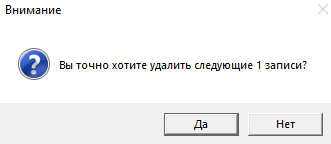 Внимание
Вы точно хотите удалить следующие 1 записи?
Да
Нет